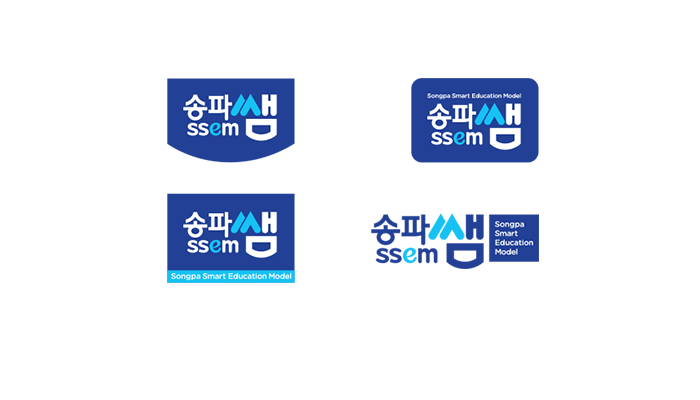 송파쌤
ssem
Songpa Smart Education Model
송파쌤
ssem
송파쌤
ssem
Songpa Smart Education Model
송파쌤
ssem
Songpa
Smart
Education
Model